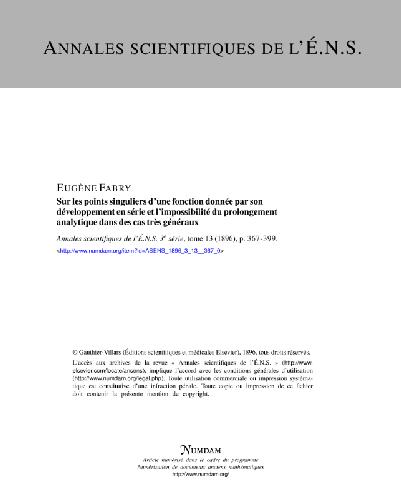 ANNALES SCIENTIFIQUES DE L'É.N.S.
EUGÈNE FABRY
Sur les points singuliers d'une fonction donnée par son
développement en série et l'impossibilité du prolongement
analytique dans des cas très généraux
Annales scientifiques de l'É.N.S. 3e série, tome 13 (1896), p. 367-399.
<http://www.numdam.org/item?id=ASENS_1896_3_13__367_0>
© Gauthier-Villars (Éditions scientifiques et médicales Elsevier), 1896, tous droits réservés.
L'accès aux archives de la revue « Annales scientifiques de l'É.N.S. » (http://www.
elsevier.com/locate/ansens), implique l'accord avec les conditions générales d'utilisation
(http://www.numdam.org/legal.php). Toute utilisation commerciale ou impression systéma-
tique est constitutive d'une infraction pénale. Toute copie ou impression de ce fichier
doit contenir la présente mention de copyright.
NUMDAM
Article numérisé dans le cadre du programme
Numérisation de documents anciens mathématiques
http://www.numdam.org/